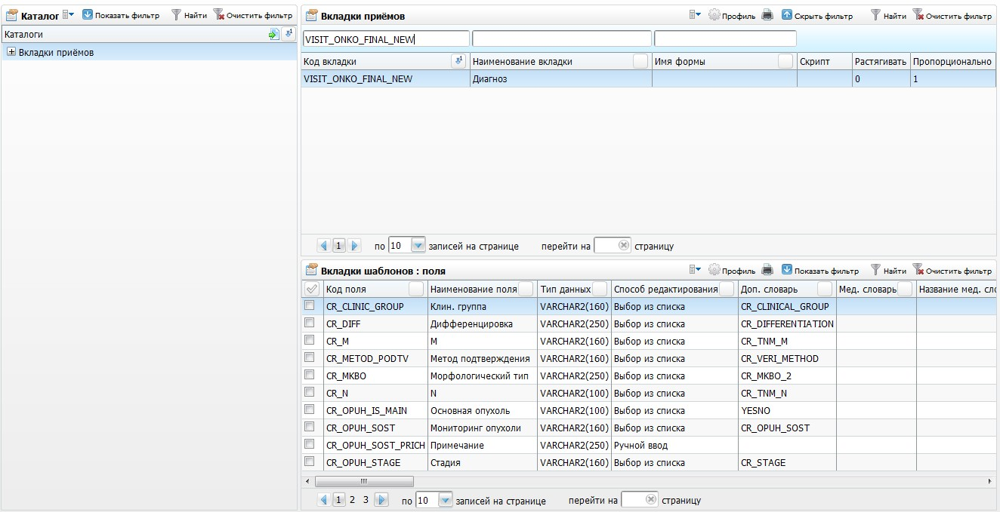 Каталог Показать фильтр Найти Очистить фильтр
Каталоги
Вкладки приёмов
Вкладки приёмов Профиль Скрыть фильтр Найти Очистить фильтр
VISIT_ONKO_FINAL_NEW
Код вкладки Наименование вкладки Имя формы Скрипт Растягивать Пропорционально
VISIT_ONKO_FINAL_NEW Диагноз 0 1
1 по 10 записей на странице перейти на страницу
Вкладки шаблонов : поля Профиль Показать фильтр Найти Очистить фильтр
Код поля Наименование поля Тип данных Способ редактирования Доп. словарь Мед. словарь Название мед. сло
CR_CLINIC_GROUP Клин. группа VARCHAR2(160) Выбор из списка CR_CLINICAL_GROUP
CR_DIFF Дифференцировка VARCHAR2(250) Выбор из списка CR_DIFFERENTIATION
CR_M M VARCHAR2(160) Выбор из списка CR_TNM_M
CR_METOD_PODTV Метод подтверждения VARCHAR2(160) Выбор из списка CR_VERI_METHOD
CR_MKBO Морфологический тип VARCHAR2(250) Выбор из списка CR_MKBO_2
CR_N N VARCHAR2(100) Выбор из списка CR_TNM_N
CR_OPUH_IS_MAIN Основная опухоль VARCHAR2(100) Выбор из списка YESNO
CR_OPUH_SOST Мониторинг опухоли VARCHAR2(160) Выбор из списка CR_OPUH_SOST
CR_OPUH_SOST_PRICH Примечание VARCHAR2(250) Ручной ввод
CR_OPUH_STAGE Стадия VARCHAR2(160) Выбор из списка CR_STAGE
1 2 3 по 10 записей на странице перейти на страницу